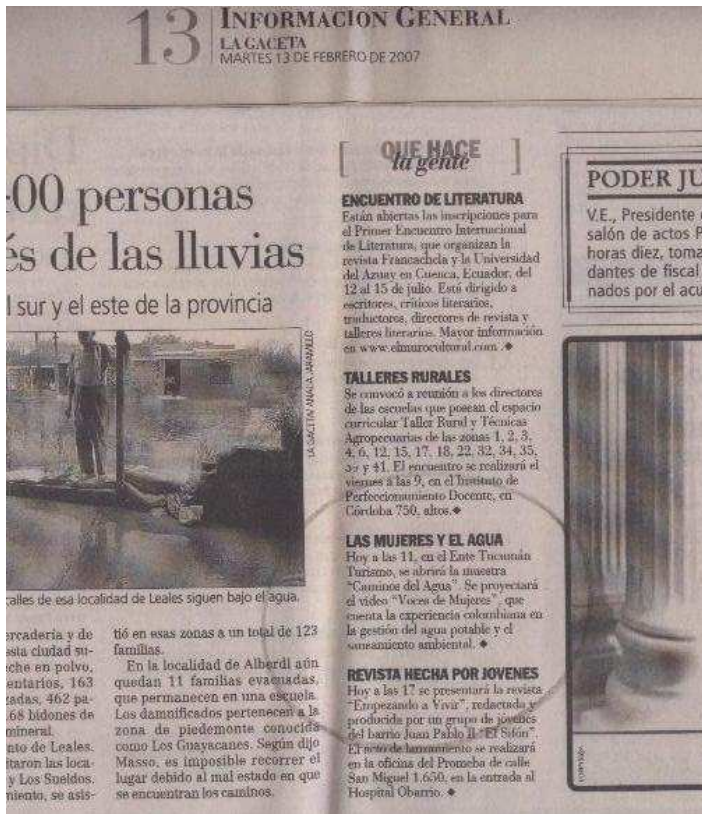 13
INFORMACION GENERAL
LA GACETA
MARTES 13 DE FEBRERO DE 2007
00 personas
és de las lluvias
l sur y el este de la provincia
LA GACETA/ ANALIA JARAMILLO
calles de esa localidad de Leales siguen bajo el agua.
ercadería y de
esta ciudad su-
che en polvo,
entarios, 163
zadas, 462 pa-
68 bidones de
mineral.
nto de Leales.
itaron las loca-
y Los Sueldos.
miento, se asis-
tió en esas zonas a un total de 123
familias.
En la localidad de Alberdi aún
quedan 11 familias evacuadas,
que permanecen en una escuela.
Los damnificados pertenecen a la
zona de piedemonte conocida
como Los Guayacanes. Según dijo
Masso, es imposible recorrer el
lugar debido al mal estado en que
se encuentran los caminos.
[ QUE HACE
la gente ]
ENCUENTRO DE LITERATURA
Están abiertas las inscripciones para
el Primer Encuentro Internacional
de Literatura, que organizan la
revista Francachela y la Universidad
del Azuay en Cuenca, Ecuador, del
12 al 15 de julio. Está dirigido a
escritores, críticos literarios,
traductores, directores de revista y
talleres literarios. Mayor información
en www.elmurocultural.com .◆
TALLERES RURALES
Se convocó a reunión a los directores
de las escuelas que posean el espacio
curricular Taller Rural y Técnicas
Agropecuarias de las zonas 1, 2, 3,
4, 6, 12, 15, 17, 18, 22, 32, 34, 35,
y 41. El encuentro se realizará el
viernes a las 9, en el Instituto de
Perfeccionamiento Docente, en
Córdoba 750, altos.◆
LAS MUJERES Y EL AGUA
Hoy a las 11, en el Ente Tucumán
Turismo, se abrirá la muestra
"Caminos del Agua". Se proyectará
el video "Voces de Mujeres", que
cuenta la experiencia colombiana en
la gestión del agua potable y el
saneamiento ambiental. ◆
REVISTA HECHA POR JOVENES
Hoy a las 17 se presentará la revista
"Empezando a Vivir", redactada y
producida por un grupo de jóvenes
del barrio Juan Pablo II "El Sifón".
El acto de lanzamiento se realizará
en la oficina del Promeba de calle
San Miguel 1.650, en la entrada al
Hospital Obarrio. ◆
PODER JU
V.E., Presidente
salón de actos P
horas diez, toma
dantes de fiscal
nados por el acu